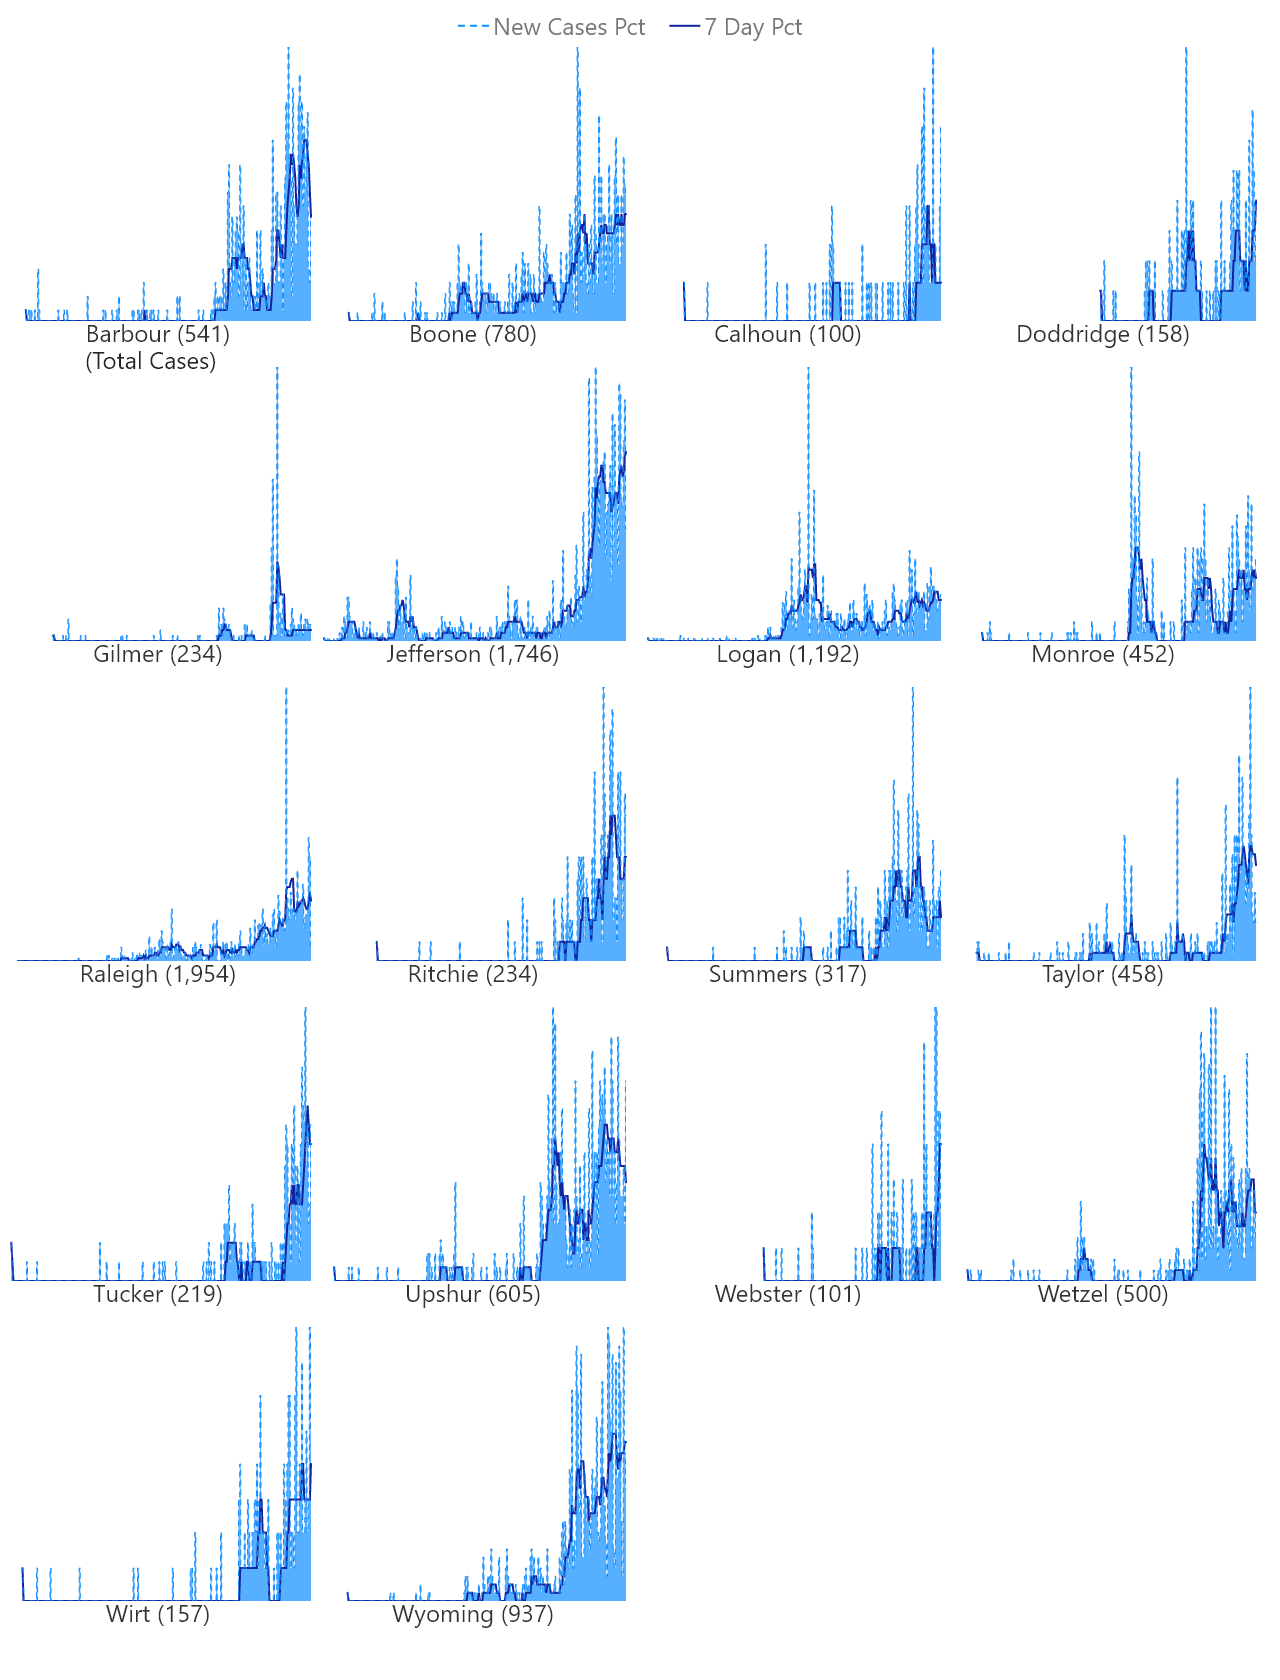 New Cases Pct 7 Day Pct
Barbour (541) Boone (780) Calhoun (100) Doddridge (158)
(Total Cases)
Gilmer (234) Jefferson (1,746) Logan (1,192) Monroe (452)
Raleigh (1,954) Ritchie (234) Summers (317) Taylor (458)
Tucker (219) Upshur (605) Webster (101) Wetzel (500)
Wirt (157) Wyoming (937)